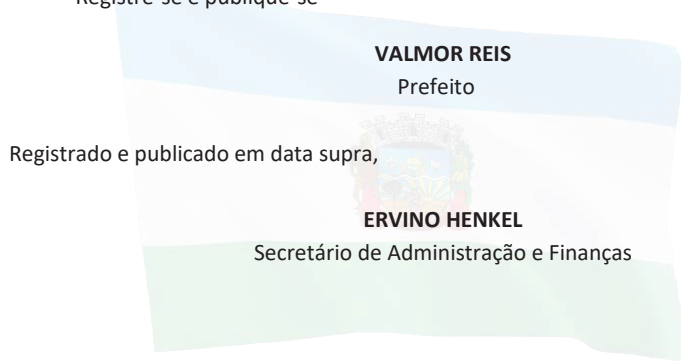 Registre-se e publique-se
VALMOR REIS
Prefeito
Registrado e publicado em data supra,
ERVINO HENKEL
Secretário de Administração e Finanças